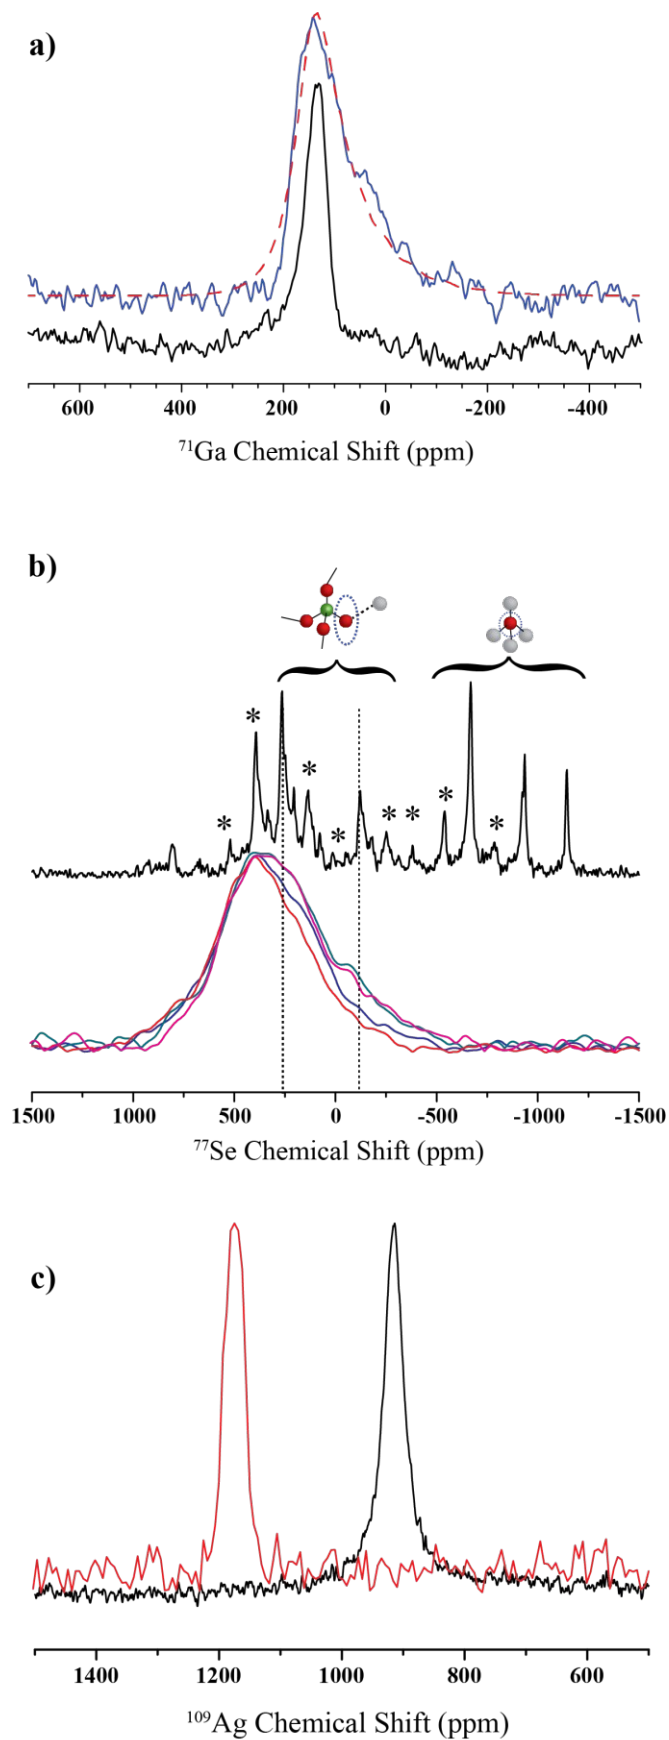 a)
600 400 200 0 -200 -400
⁷¹Ga Chemical Shift (ppm)
b)
* * * * * * * *
1500 1000 500 0 -500 -1000 -1500
⁷⁷Se Chemical Shift (ppm)
c)
1400 1200 1000 800 600
¹⁰⁹Ag Chemical Shift (ppm)